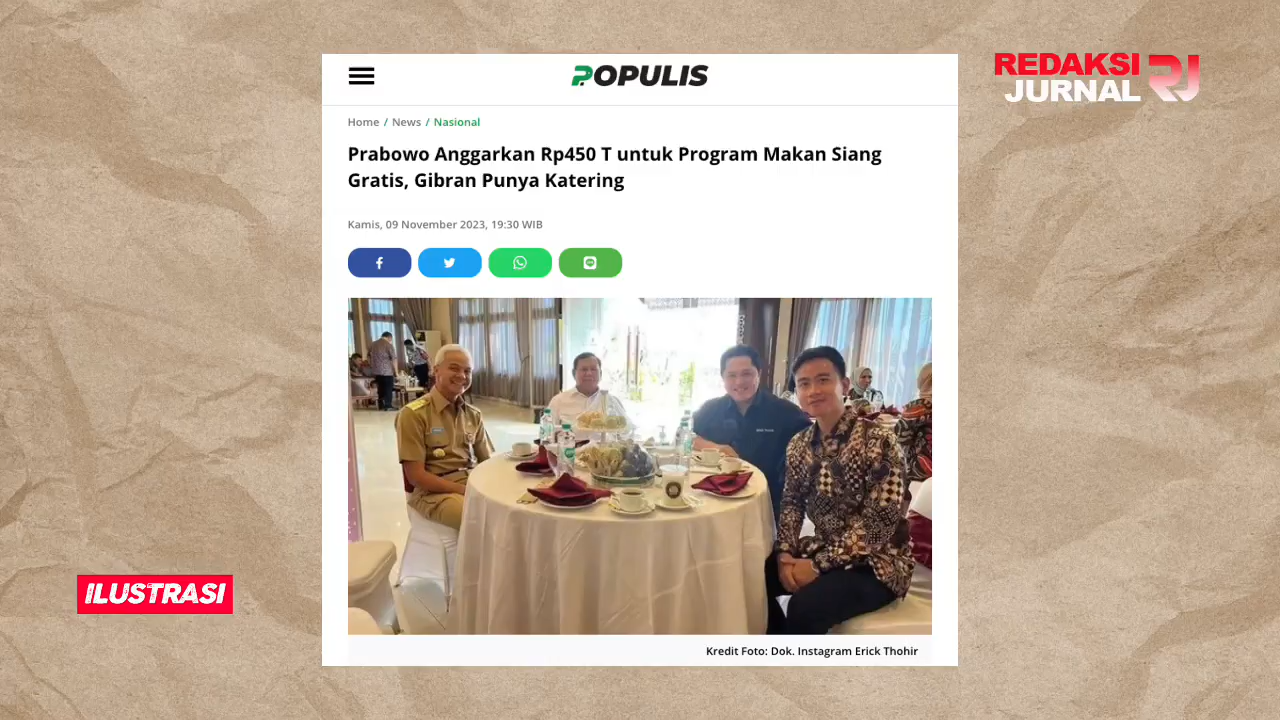 POPULIS
REDAKSI
JURNAL RJ
Home / News / Nasional
Prabowo Anggarkan Rp450 T untuk Program Makan Siang
Gratis, Gibran Punya Katering
Kamis, 09 November 2023, 19:30 WIB
ILUSTRASI
Kredit Foto: Dok. Instagram Erick Thohir